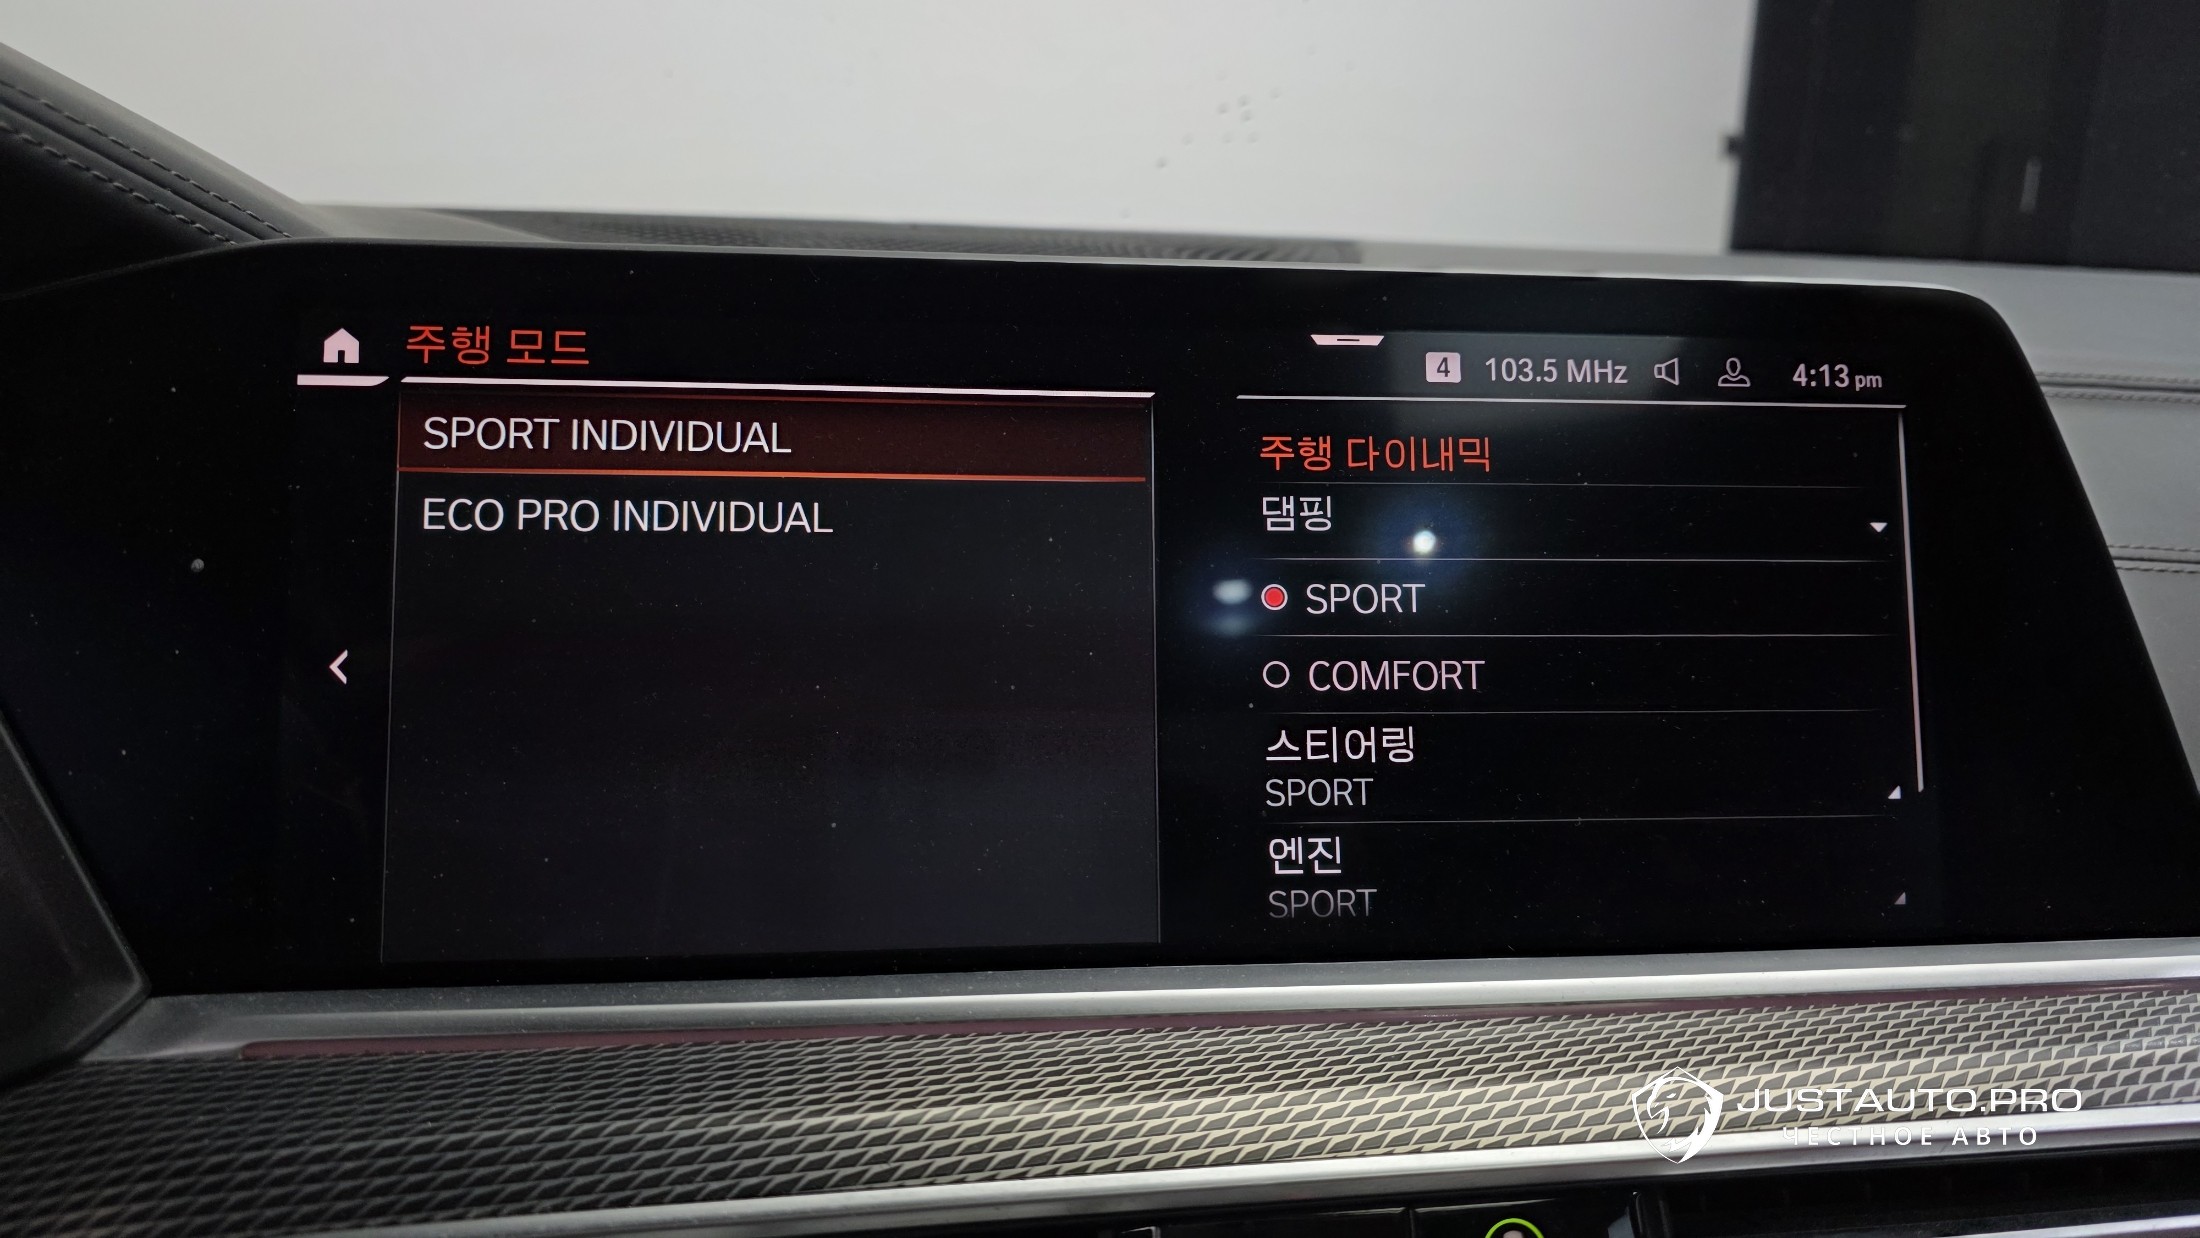 주행 모드
4 103.5 MHz 4:13 pm
SPORT INDIVIDUAL
ECO PRO INDIVIDUAL
주행 다이내믹
댐핑
SPORT
COMFORT
스티어링
SPORT
엔진
SPORT
JUSTAUTO.PRO
ЧЕСТНОЕ АВТО